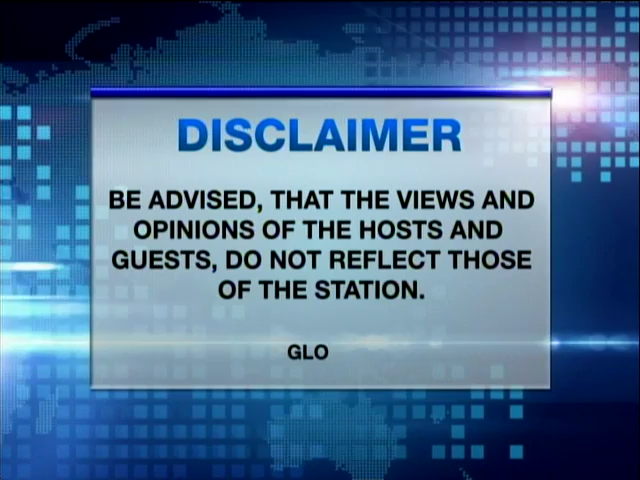 DISCLAIMER
BE ADVISED, THAT THE VIEWS AND
OPINIONS OF THE HOSTS AND
GUESTS, DO NOT REFLECT THOSE
OF THE STATION.
GLO